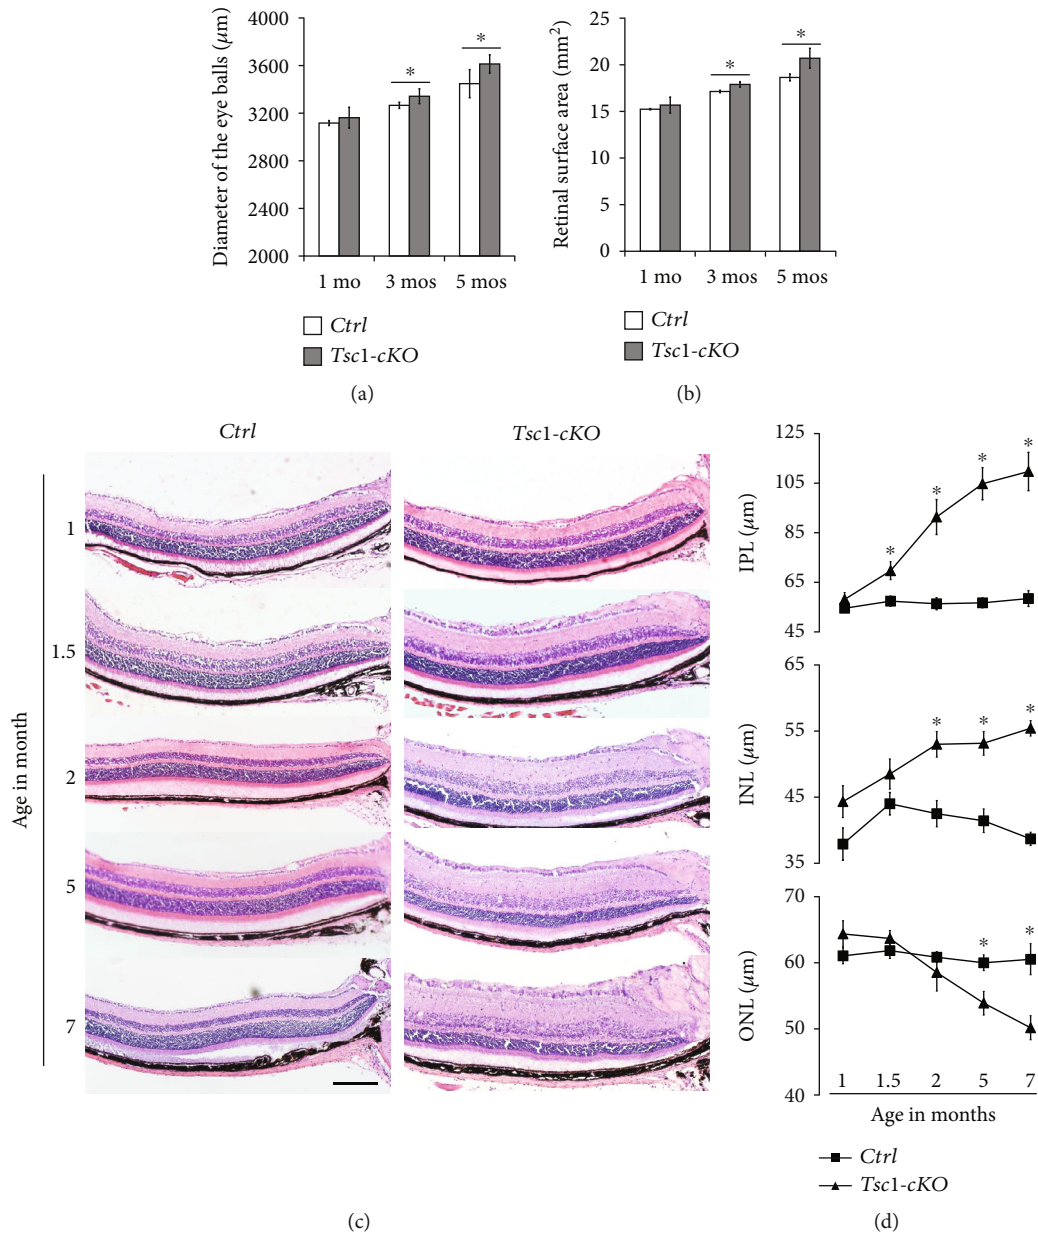 4000
3600
3200
2800
2400
2000
Diameter of the eye balls (μm)
*
*
1 mo 3 mos 5 mos
Ctrl
Tsc1-cKO
(a)
25
20
15
10
5
0
Retinal surface area (mm²)
*
*
1 mo 3 mos 5 mos
Ctrl
Tsc1-cKO
(b)
Ctrl Tsc1-cKO
Age in month
1
1.5
2
5
7
(c)
125
105
85
65
45
IPL (μm)
* * * *
65
55
45
35
INL (μm)
* * *
70
60
50
40
ONL (μm)
* *
1 1.5 2 5 7
Age in months
Ctrl
Tsc1-cKO
(d)